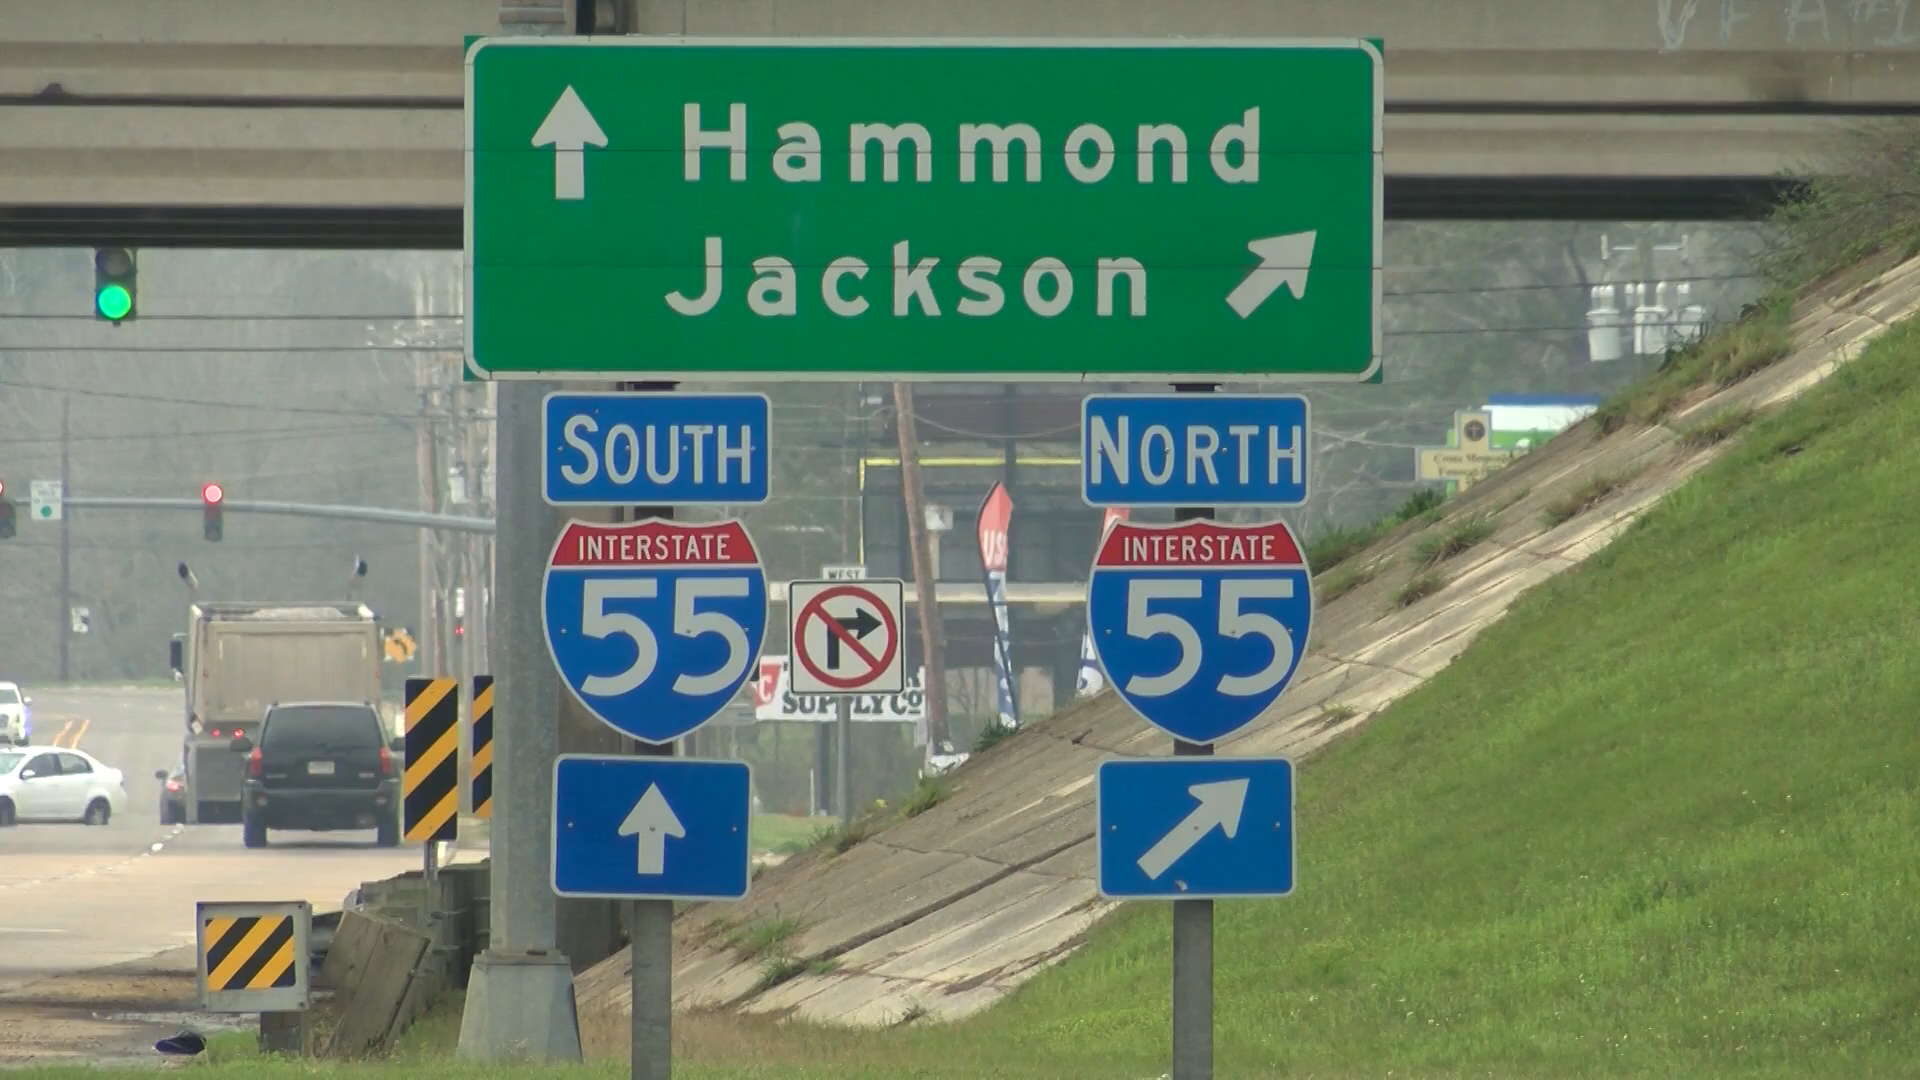 Hammond
Jackson
SOUTH
NORTH
INTERSTATE
55
INTERSTATE
55
WEST
SUPPLY Co